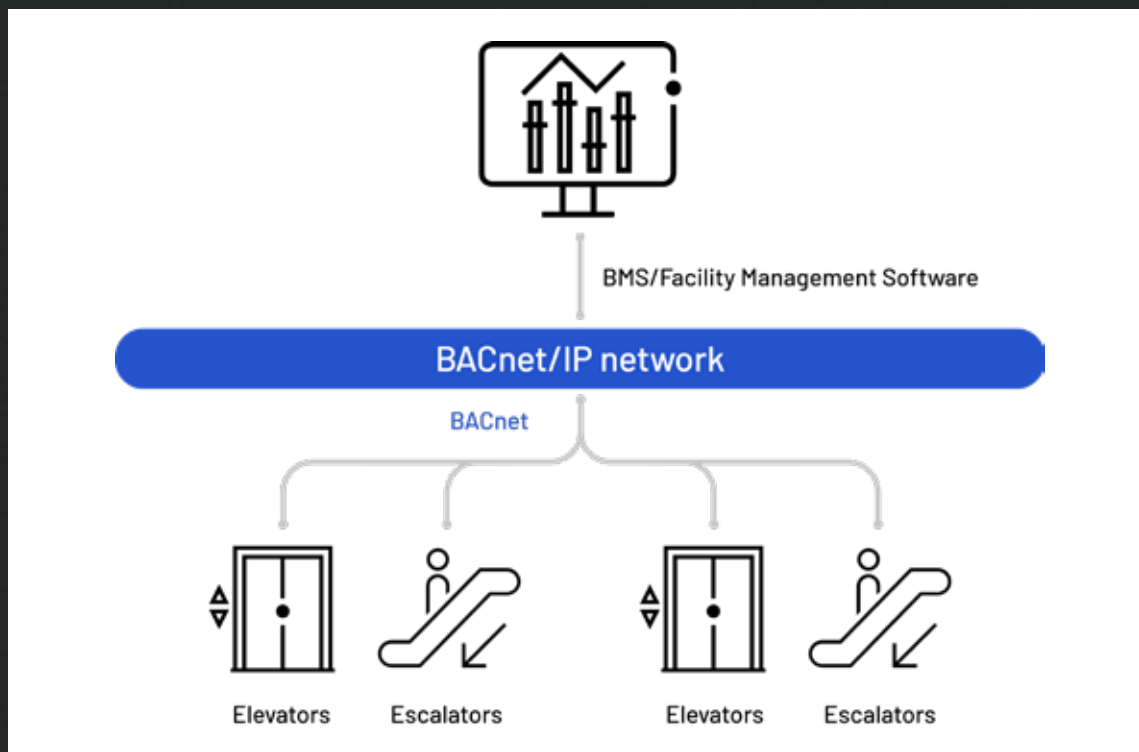 BMS/Facility Management Software
BACnet/IP network
BACnet
Elevators
Escalators
Elevators
Escalators